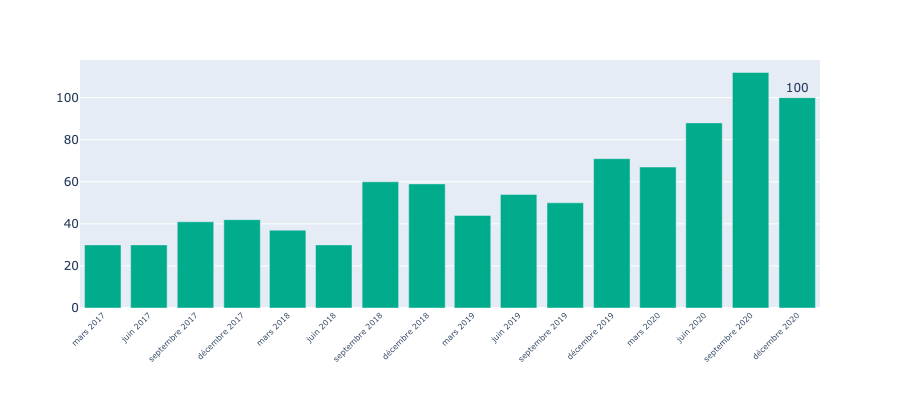 100
100
80
60
40
20
0
mars 2017
juin 2017
septembre 2017
décembre 2017
mars 2018
juin 2018
septembre 2018
décembre 2018
mars 2019
juin 2019
septembre 2019
décembre 2019
mars 2020
juin 2020
septembre 2020
décembre 2020